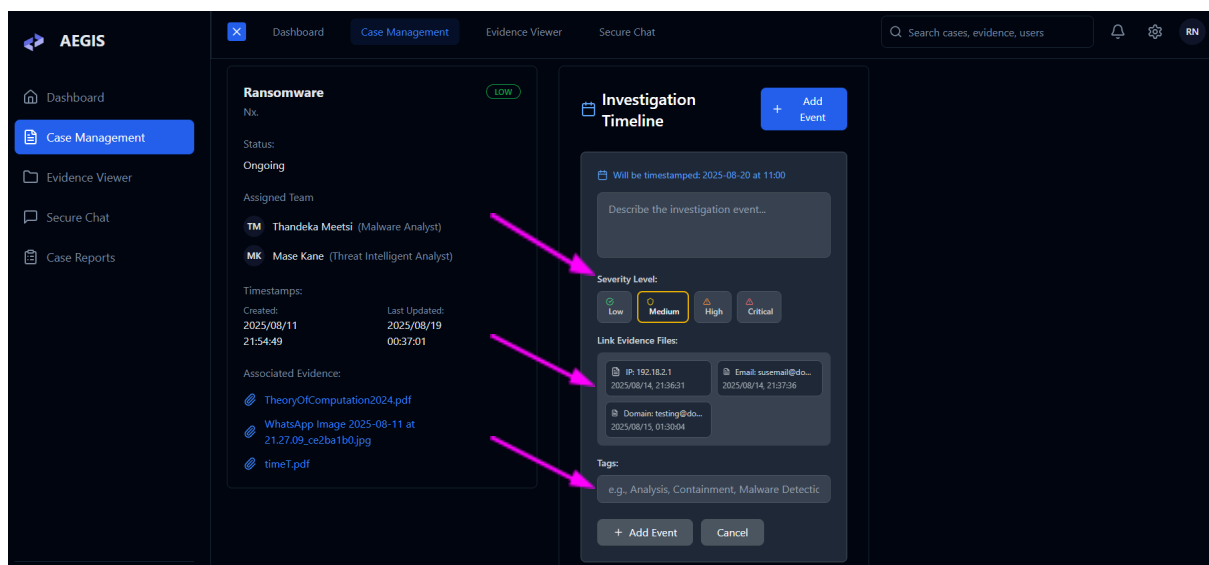 AEGIS
Dashboard
Case Management
Evidence Viewer
Secure Chat
Case Reports
Dashboard
Case Management
Evidence Viewer
Secure Chat
Search cases, evidence, users
RN
Ransomware
LOW
Nx.
Status:
Ongoing
Assigned Team
TM Thandeka Meetsi (Malware Analyst)
MK Mase Kane (Threat Intelligent Analyst)
Timestamps:
Created:
2025/08/11
21:54:49
Last Updated:
2025/08/19
00:37:01
Associated Evidence:
TheoryOfComputation2024.pdf
WhatsApp Image 2025-08-11 at
21.27.09_ce2ba1b0.jpg
timeT.pdf
Investigation
Timeline
+ Add
Event
Will be timestamped: 2025-08-20 at 11:00
Describe the investigation event...
Severity Level:
Low
Medium
High
Critical
Link Evidence Files:
IP: 192.18.2.1
2025/08/14, 21:36:31
Email: susemail@do...
2025/08/14, 21:37:36
Domain: testing@do...
2025/08/15, 01:30:04
Tags:
e.g., Analysis, Containment, Malware Detectic
+ Add Event
Cancel